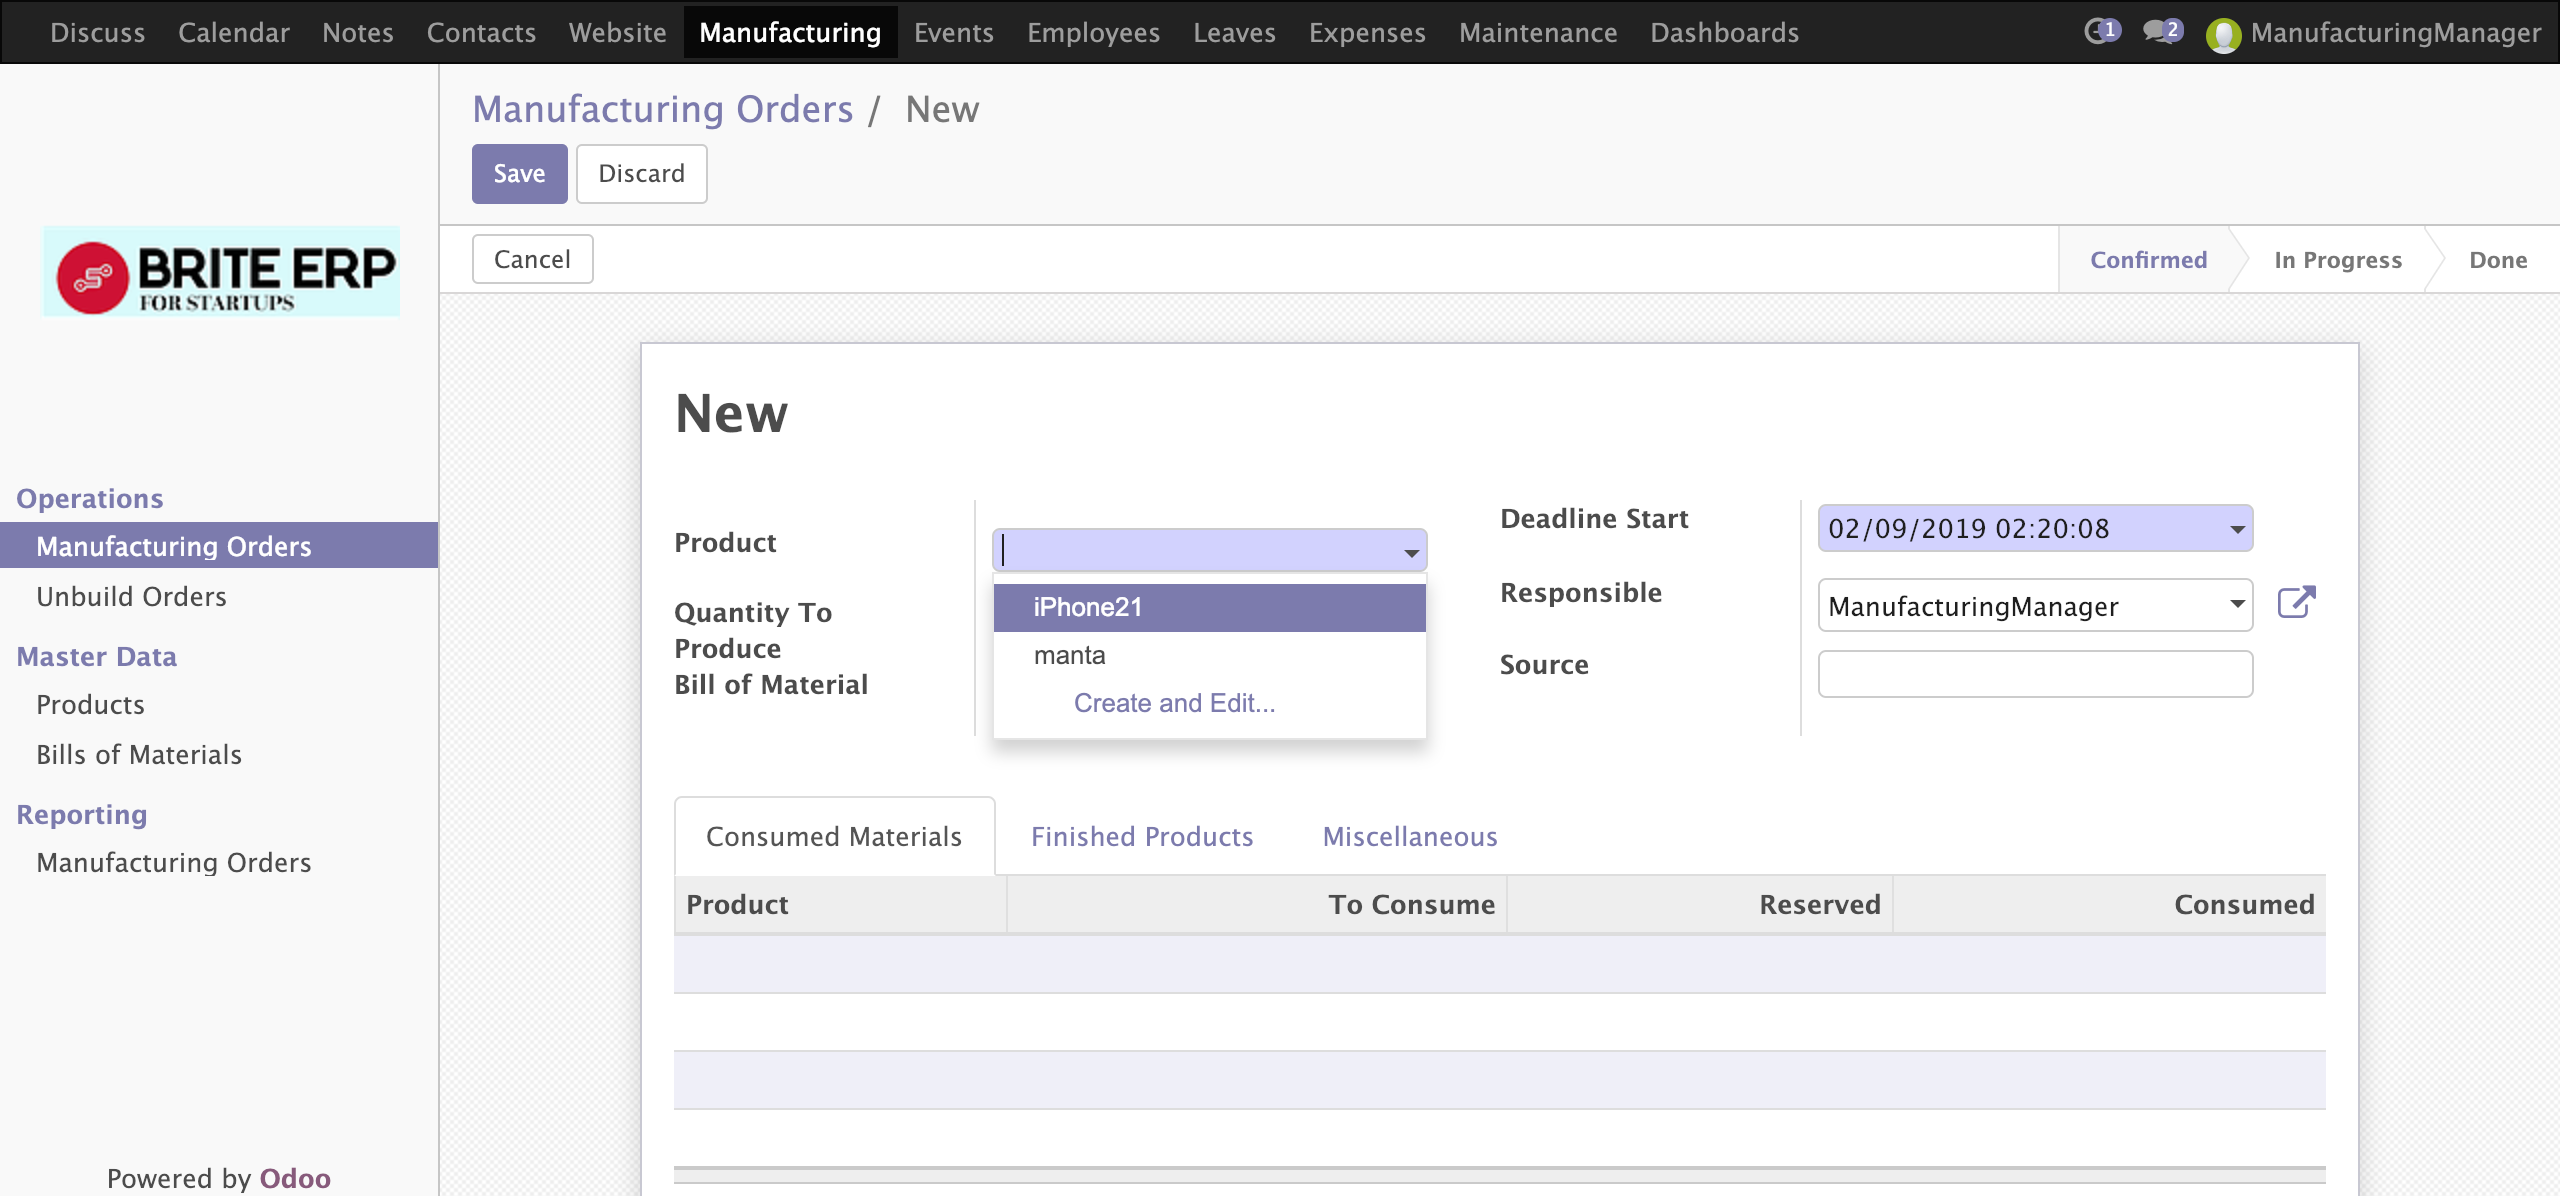 Discuss Calendar Notes Contacts Website Manufacturing Events Employees Leaves Expenses Maintenance Dashboards 1 2 ManufacturingManager
Manufacturing Orders / New
Save Discard
Cancel Confirmed In Progress Done
BRITE ERP
FOR STARTUPS
Operations
Manufacturing Orders
Unbuild Orders
Master Data
Products
Bills of Materials
Reporting
Manufacturing Orders
Powered by Odoo
New
Product
iPhone21
manta
Create and Edit...
Quantity To
Produce
Bill of Material
Deadline Start 02/09/2019 02:20:08
Responsible ManufacturingManager
Source
Consumed Materials Finished Products Miscellaneous
Product To Consume Reserved Consumed